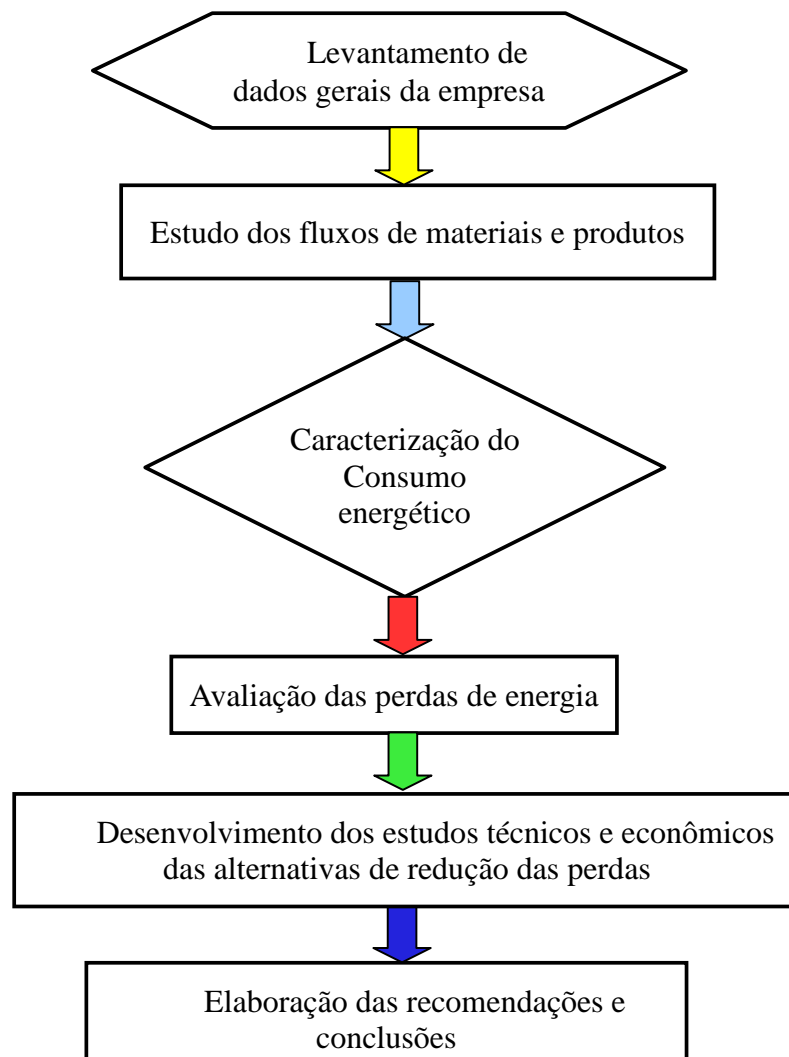 Levantamento de
dados gerais da empresa
Estudo dos fluxos de materiais e produtos
Caracterização do
Consumo
energético
Avaliação das perdas de energia
Desenvolvimento dos estudos técnicos e econômicos
das alternativas de redução das perdas
Elaboração das recomendações e
conclusões